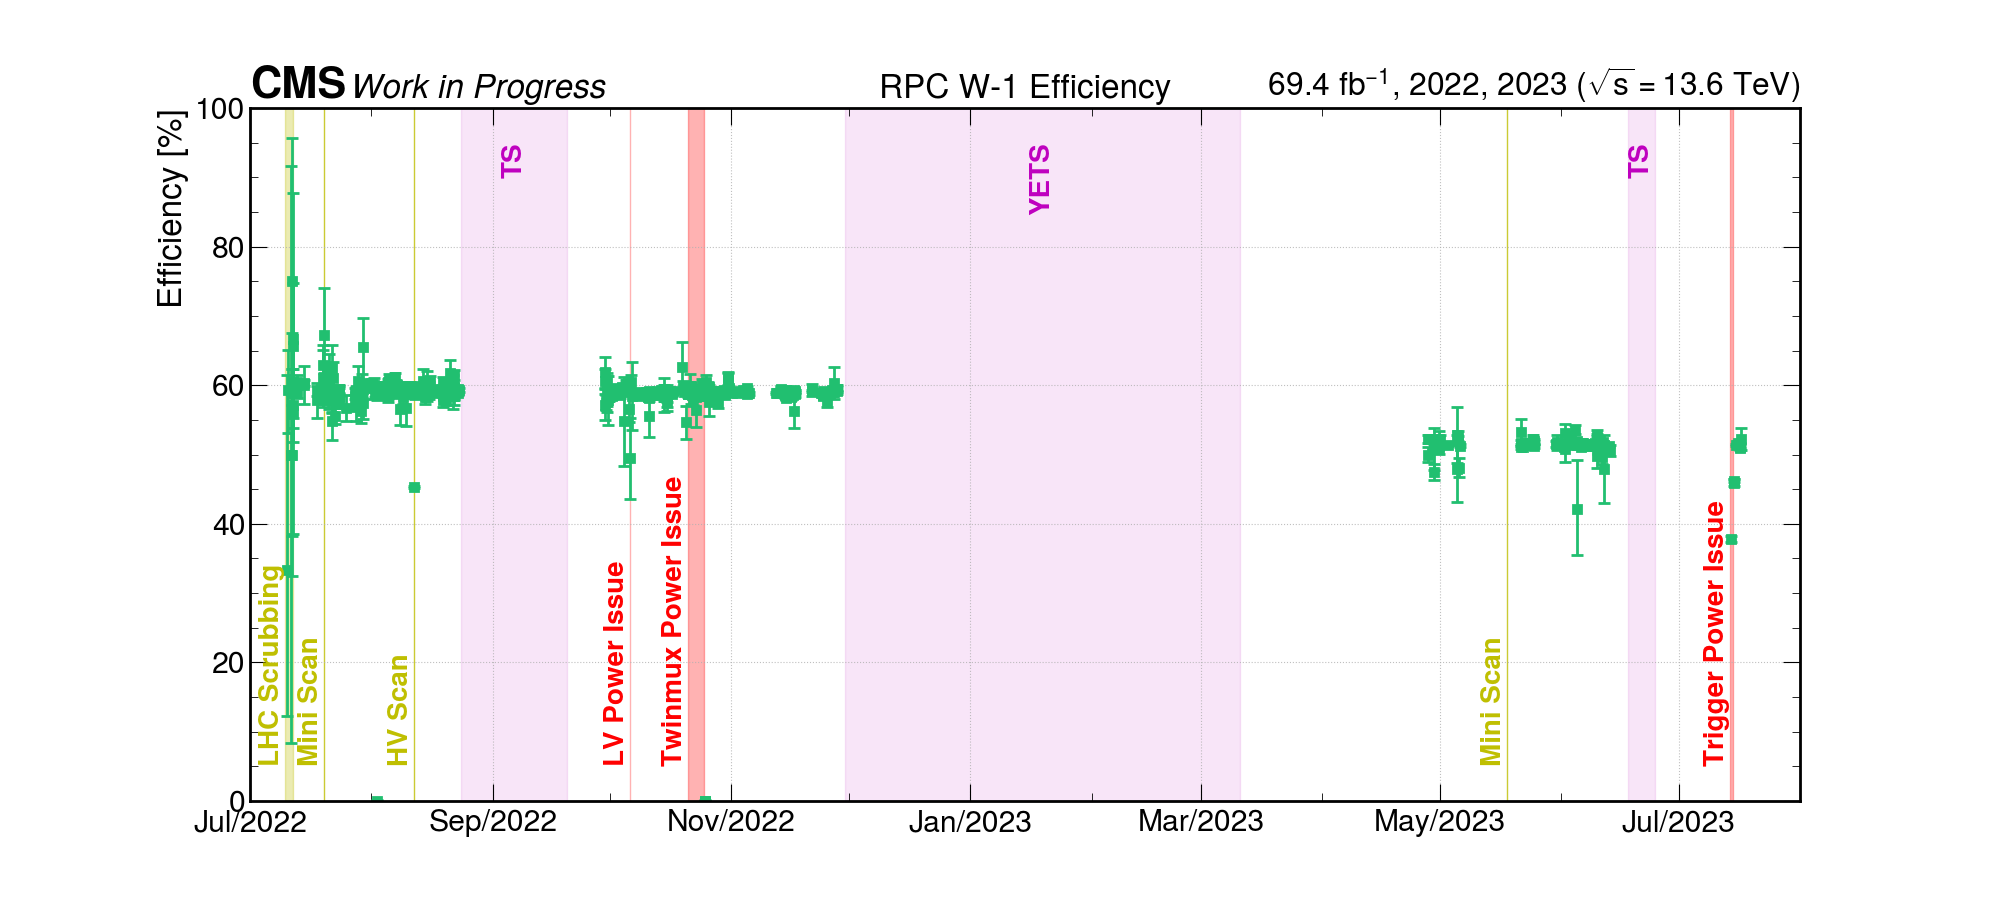 CMS Work in Progress
RPC W-1 Efficiency
69.4 fb⁻¹, 2022, 2023 (√s = 13.6 TeV)
Efficiency [%]
100
80
60
40
20
0
LHC Scrubbing
Mini Scan
HV Scan
TS
LV Power Issue
Twinmux Power Issue
YETS
Mini Scan
TS
Trigger Power Issue
Jul/2022
Sep/2022
Nov/2022
Jan/2023
Mar/2023
May/2023
Jul/2023